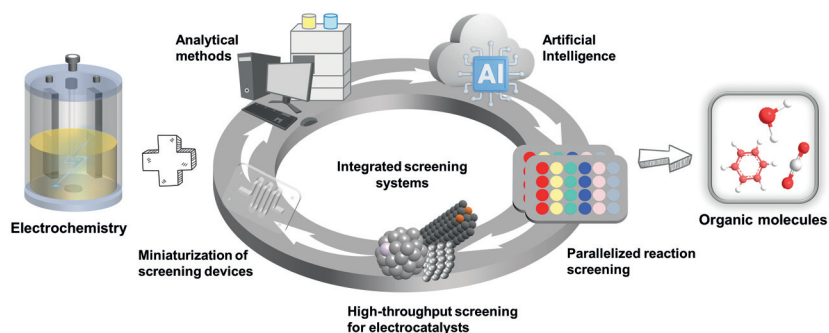 Analytical
methods
Artificial
Intelligence
AI
Integrated screening
systems
Electrochemistry
Organic molecules
Miniaturization of
screening devices
Parallelized reaction
screening
High-throughput screening
for electrocatalysts